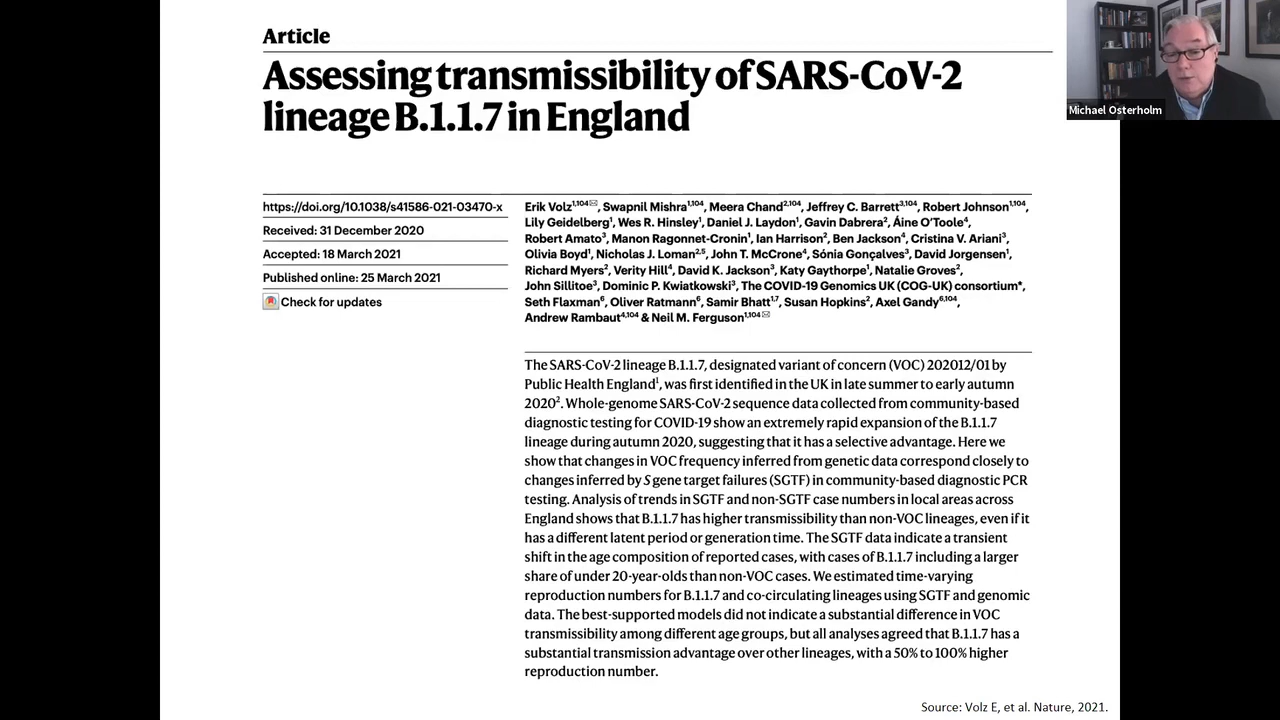 Article
Assessing transmissibility of SARS-CoV-2
lineage B.1.1.7 in England
https://doi.org/10.1038/s41586-021-03470-x
Received: 31 December 2020
Accepted: 18 March 2021
Published online: 25 March 2021
Check for updates
Erik Volz1,104✉, Swapnil Mishra1,104, Meera Chand2,104, Jeffrey C. Barrett3,104, Robert Johnson1,104,
Lily Geidelberg1, Wes R. Hinsley1, Daniel J. Laydon1, Gavin Dabrera2, Áine O'Toole4,
Robert Amato3, Manon Ragonnet-Cronin1, Ian Harrison2, Ben Jackson4, Cristina V. Ariani3,
Olivia Boyd1, Nicholas J. Loman2,5, John T. McCrone4, Sónia Gonçalves3, David Jorgensen1,
Richard Myers2, Verity Hill4, David K. Jackson3, Katy Gaythorpe1, Natalie Groves2,
John Sillitoe3, Dominic P. Kwiatkowski3, The COVID-19 Genomics UK (COG-UK) consortium*,
Seth Flaxman6, Oliver Ratmann6, Samir Bhatt1,7, Susan Hopkins2, Axel Gandy6,104,
Andrew Rambaut4,104 & Neil M. Ferguson1,104✉
The SARS-CoV-2 lineage B.1.1.7, designated variant of concern (VOC) 202012/01 by
Public Health England1, was first identified in the UK in late summer to early autumn
20202. Whole-genome SARS-CoV-2 sequence data collected from community-based
diagnostic testing for COVID-19 show an extremely rapid expansion of the B.1.1.7
lineage during autumn 2020, suggesting that it has a selective advantage. Here we
show that changes in VOC frequency inferred from genetic data correspond closely to
changes inferred by S gene target failures (SGTF) in community-based diagnostic PCR
testing. Analysis of trends in SGTF and non-SGTF case numbers in local areas across
England shows that B.1.1.7 has higher transmissibility than non-VOC lineages, even if it
has a different latent period or generation time. The SGTF data indicate a transient
shift in the age composition of reported cases, with cases of B.1.1.7 including a larger
share of under 20-year-olds than non-VOC cases. We estimated time-varying
reproduction numbers for B.1.1.7 and co-circulating lineages using SGTF and genomic
data. The best-supported models did not indicate a substantial difference in VOC
transmissibility among different age groups, but all analyses agreed that B.1.1.7 has a
substantial transmission advantage over other lineages, with a 50% to 100% higher
reproduction number.
Source: Volz E, et al. Nature, 2021.
Michael Osterholm